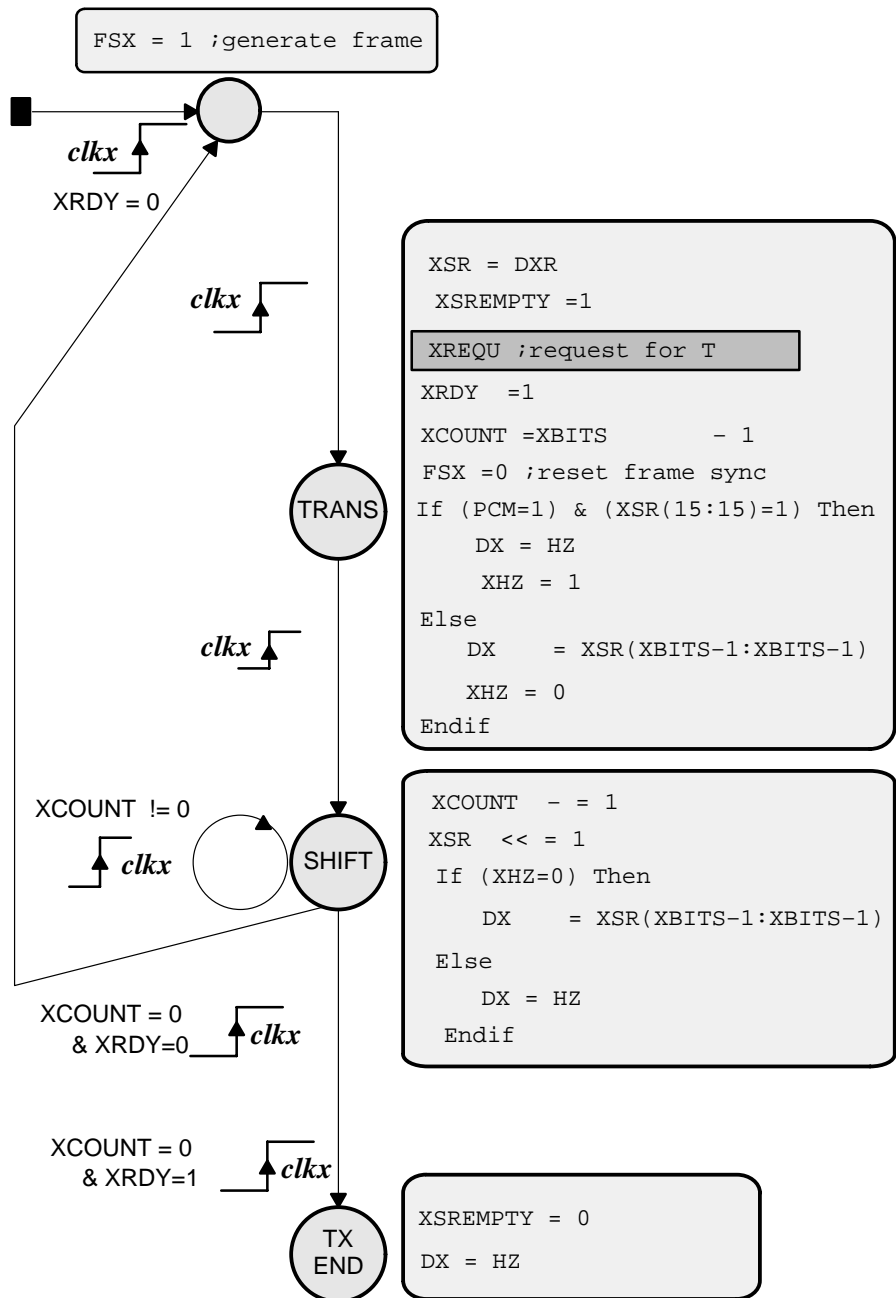 FSX = 1 ;generate frame
clkx
XRDY = 0
clkx
XSR = DXR
XSREMPTY =1
XREQU ;request for T
XRDY =1
XCOUNT =XBITS − 1
FSX =0 ;reset frame sync
If (PCM=1) & (XSR(15:15)=1) Then
DX = HZ
XHZ = 1
Else
DX = XSR(XBITS−1:XBITS−1)
XHZ = 0
Endif
TRANS
clkx
XCOUNT != 0
clkx
SHIFT
XCOUNT − = 1
XSR << = 1
If (XHZ=0) Then
DX = XSR(XBITS−1:XBITS−1)
Else
DX = HZ
Endif
XCOUNT = 0
& XRDY=0
clkx
XCOUNT = 0
& XRDY=1
clkx
TX
END
XSREMPTY = 0
DX = HZ